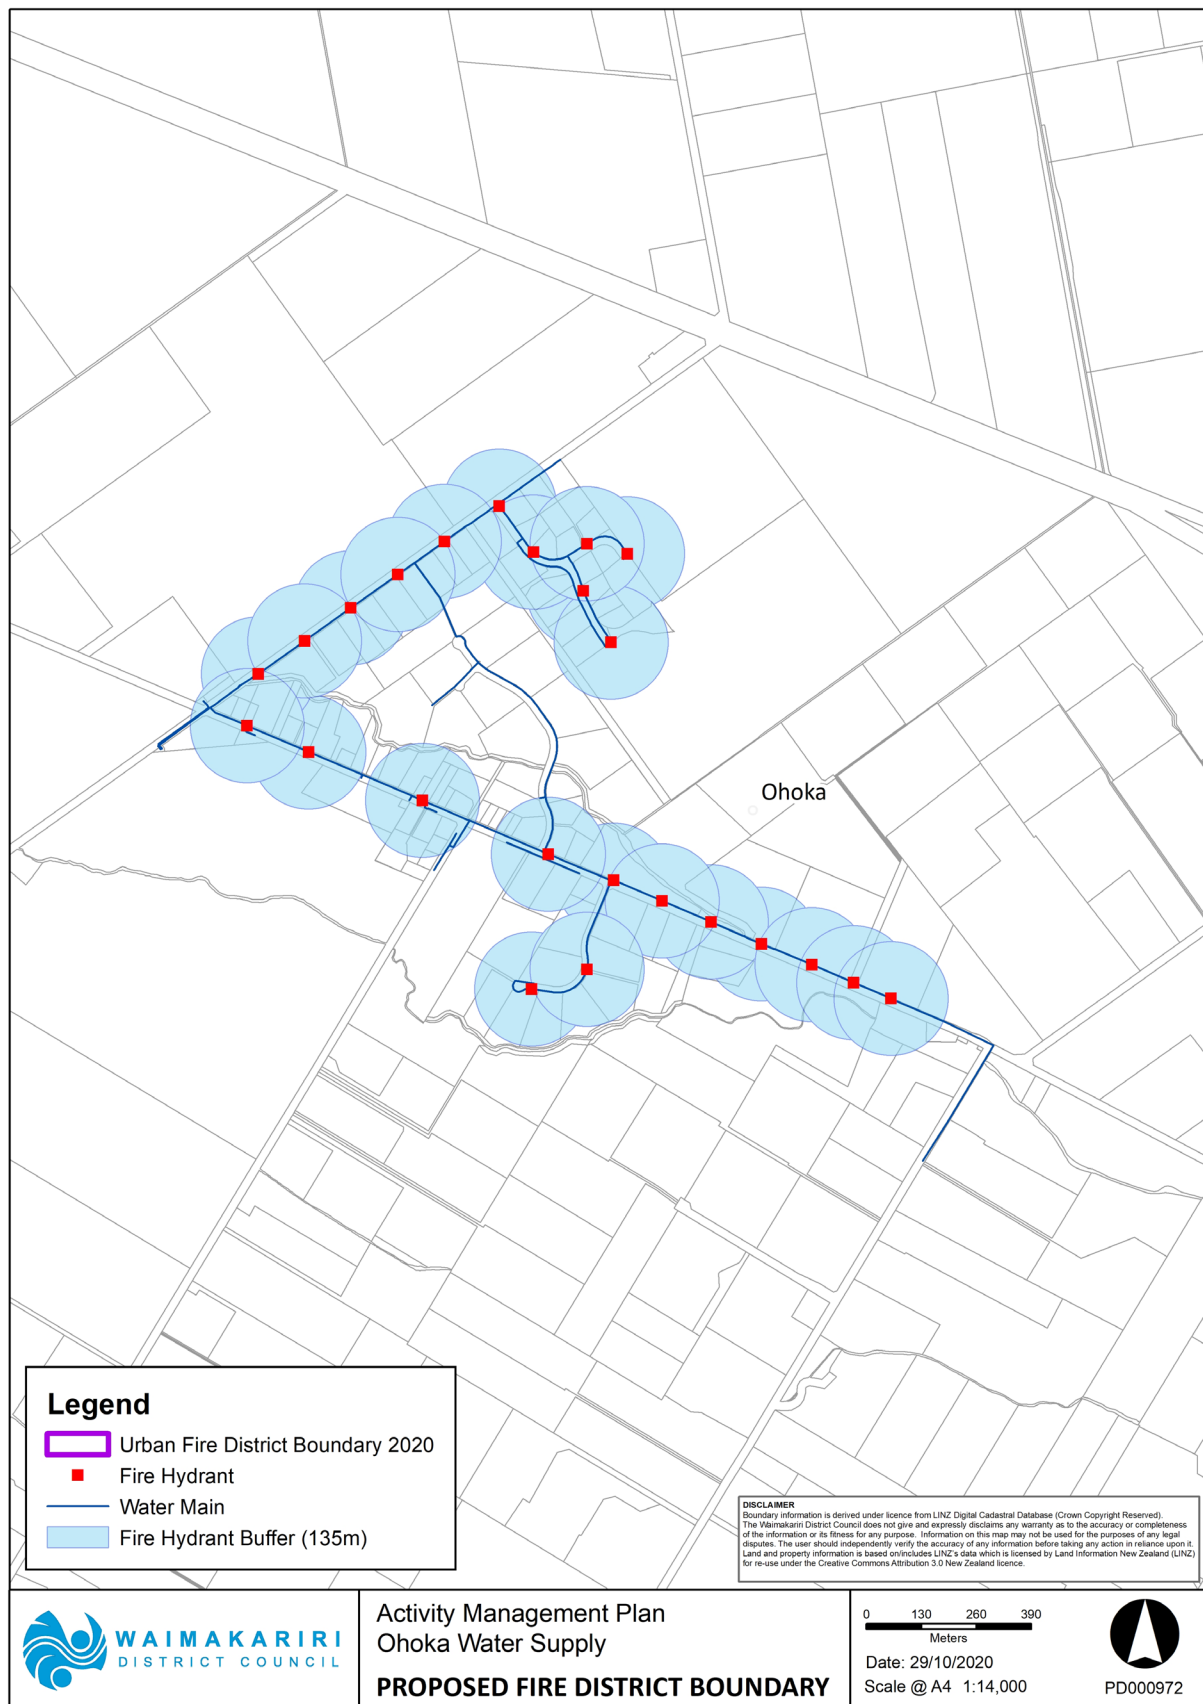 Ohoka
Legend
Urban Fire District Boundary 2020
Fire Hydrant
Water Main
Fire Hydrant Buffer (135m)
DISCLAIMER
Boundary information is derived under licence from LINZ Digital Cadastral Database (Crown Copyright Reserved).
The Waimakariri District Council does not give and expressly disclaims any warranty as to the accuracy or completeness
of the information or its fitness for any purpose. Information on this map may not be used for the purposes of any legal
disputes. The user should independently verify the accuracy of any information before taking any action in reliance upon it.
Land and property information is based on/includes LINZ's data which is licensed by Land Information New Zealand (LINZ)
for re-use under the Creative Commons Attribution 3.0 New Zealand licence.
WAIMAKARIRI
DISTRICT COUNCIL
Activity Management Plan
Ohoka Water Supply
PROPOSED FIRE DISTRICT BOUNDARY
0 130 260 390
Meters
Date: 29/10/2020
Scale @ A4 1:14,000
PD000972